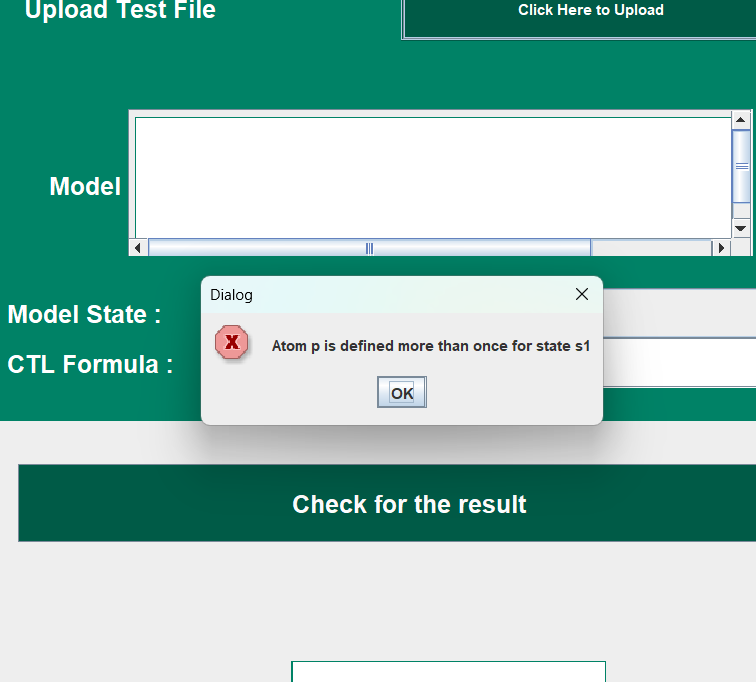 Upload Test File
Click Here to Upload
Model
Dialog
Model State :
Atom p is defined more than once for state s1
CTL Formula :
OK
Check for the result